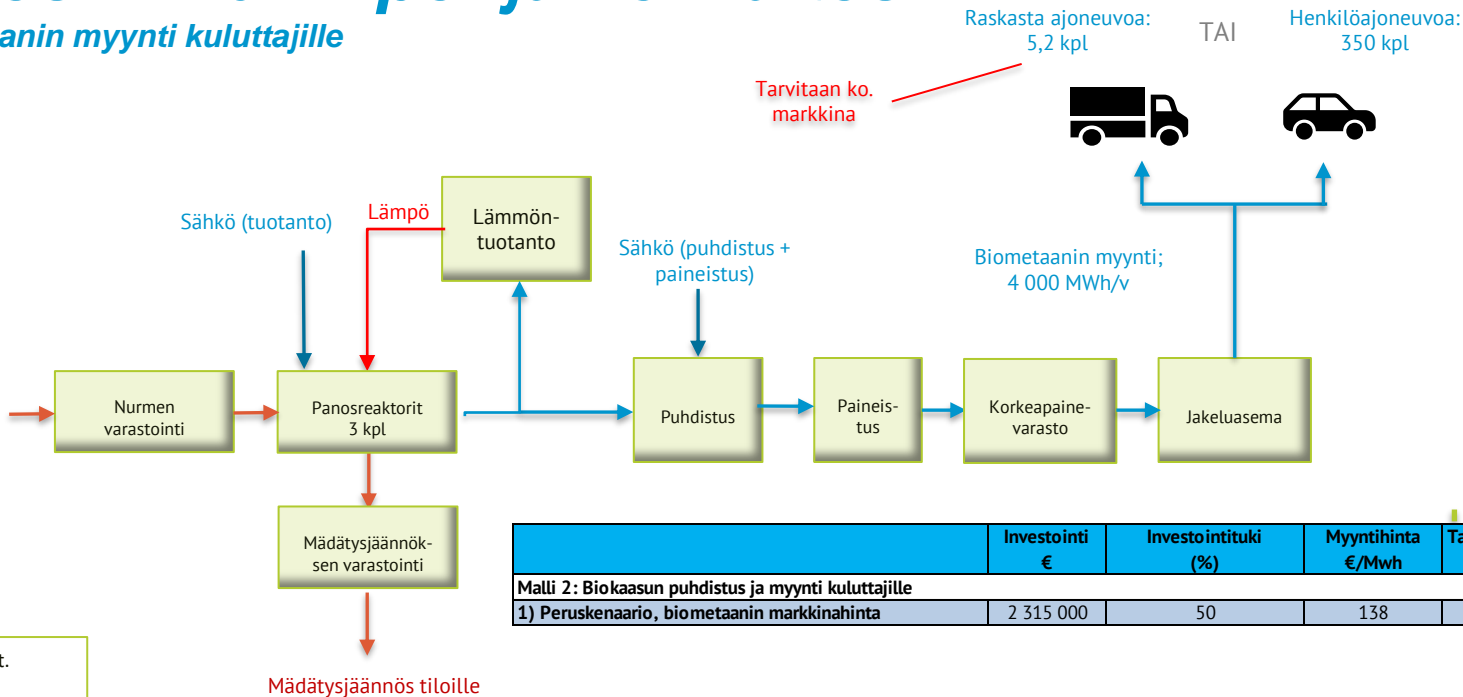 anin myynti kuluttajille
Raskasta ajoneuvoa:
5,2 kpl
TAI
Henkilöajoneuvoa:
350 kpl
Tarvitaan ko.
markkina
Sähkö (tuotanto)
Lämpö
Lämmön-
tuotanto
Sähkö (puhdistus +
paineistus)
Biometaanin myynti;
4 000 MWh/v
Nurmen
varastointi
Panosreaktorit
3 kpl
Puhdistus
Paineis-
tus
Korkeapaine-
varasto
Jakeluasema
Mädätysjäännök-
sen varastointi
Mädätysjäännös tiloille
t.
Investointi
€
Investointituki
(%)
Myyntihinta
€/Mwh
Ta
Malli 2: Biokaasun puhdistus ja myynti kuluttajille
1) Peruskenaario, biometaanin markkinahinta
2 315 000
50
138